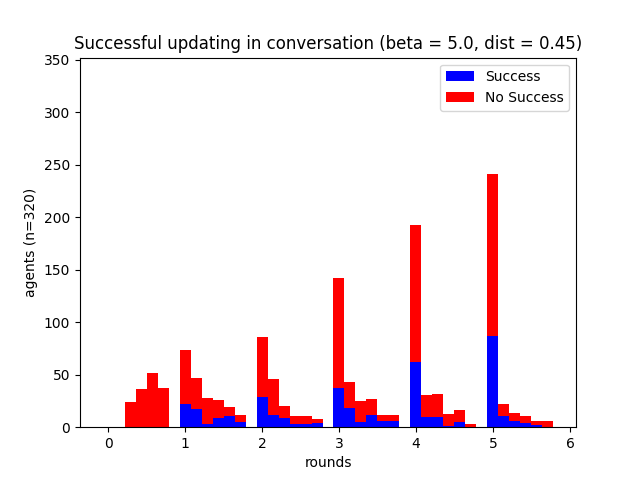 Successful updating in conversation (beta = 5.0, dist = 0.45)
Success
No Success
350
300
250
200
150
100
50
0
agents (n=320)
0 1 2 3 4 5 6
rounds